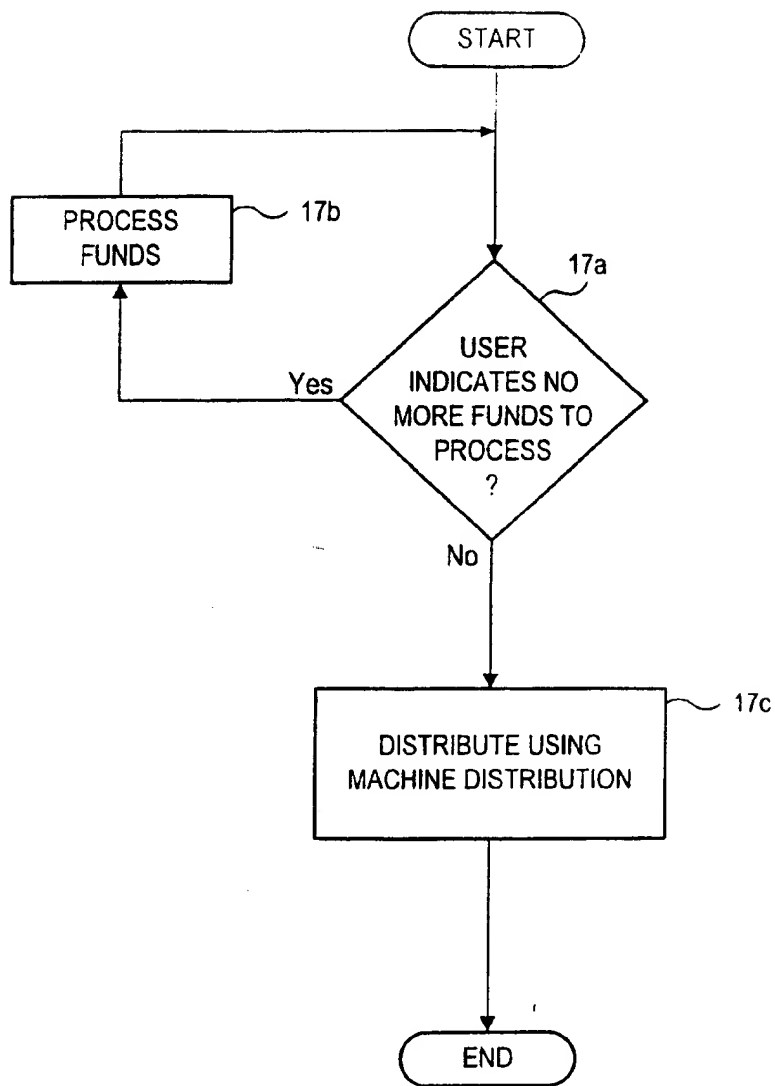 START
PROCESS
FUNDS
17b
17a
USER
INDICATES NO
MORE FUNDS TO
PROCESS
?
Yes
No
17c
DISTRIBUTE USING
MACHINE DISTRIBUTION
END